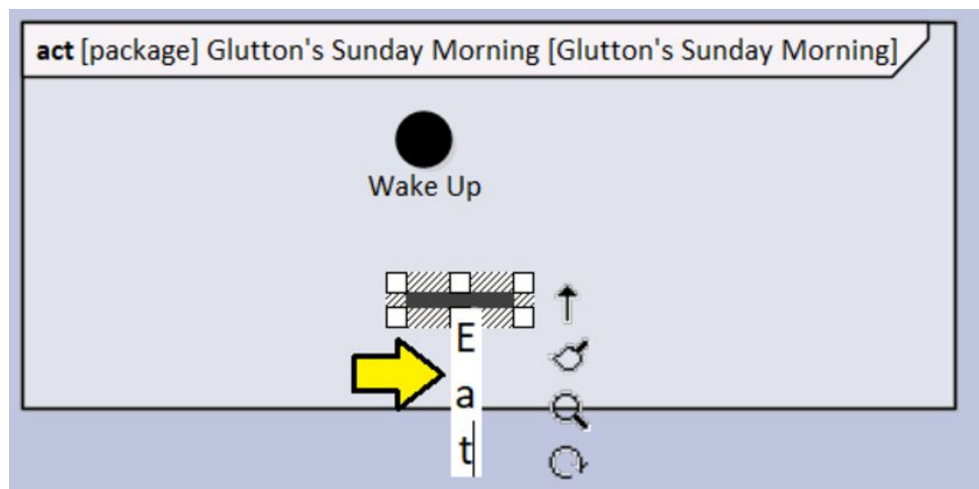 act [package] Glutton's Sunday Morning [Glutton's Sunday Morning]
Wake Up
E
a
t